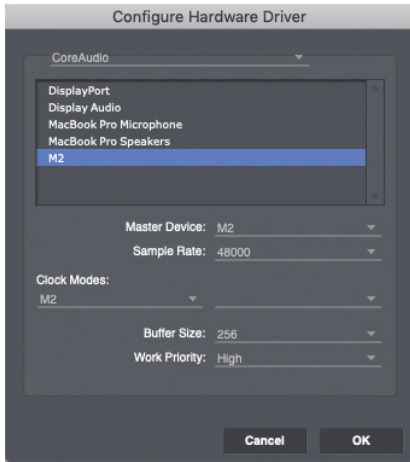 Configure Hardware Driver
CoreAudio
DisplayPort
Display Audio
MacBook Pro Microphone
MacBook Pro Speakers
M2
Master Device: M2
Sample Rate: 48000
Clock Modes:
M2
Buffer Size: 256
Work Priority: High
Cancel OK